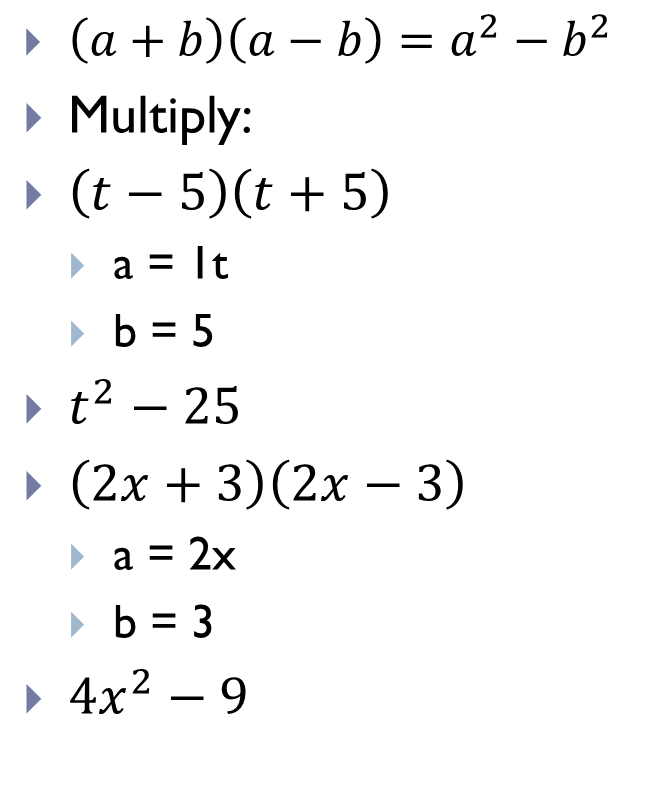 (a + b)(a − b) = a² − b²
Multiply:
(t − 5)(t + 5)
a = 1t
b = 5
t² − 25
(2x + 3)(2x − 3)
a = 2x
b = 3
4x² − 9